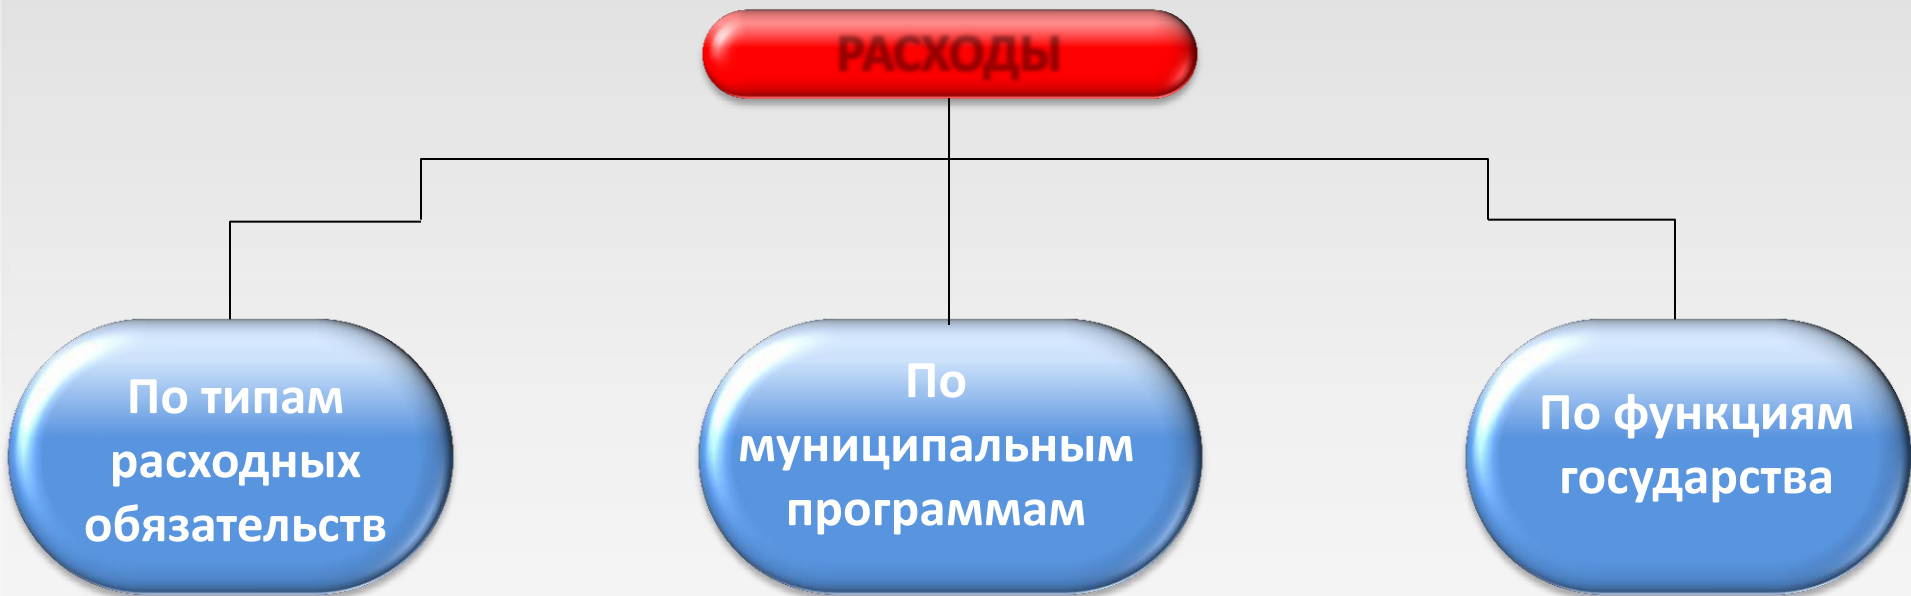 РАСХОДЫ
По типам
расходных
обязательств
По
муниципальным
программам
По функциям
государства